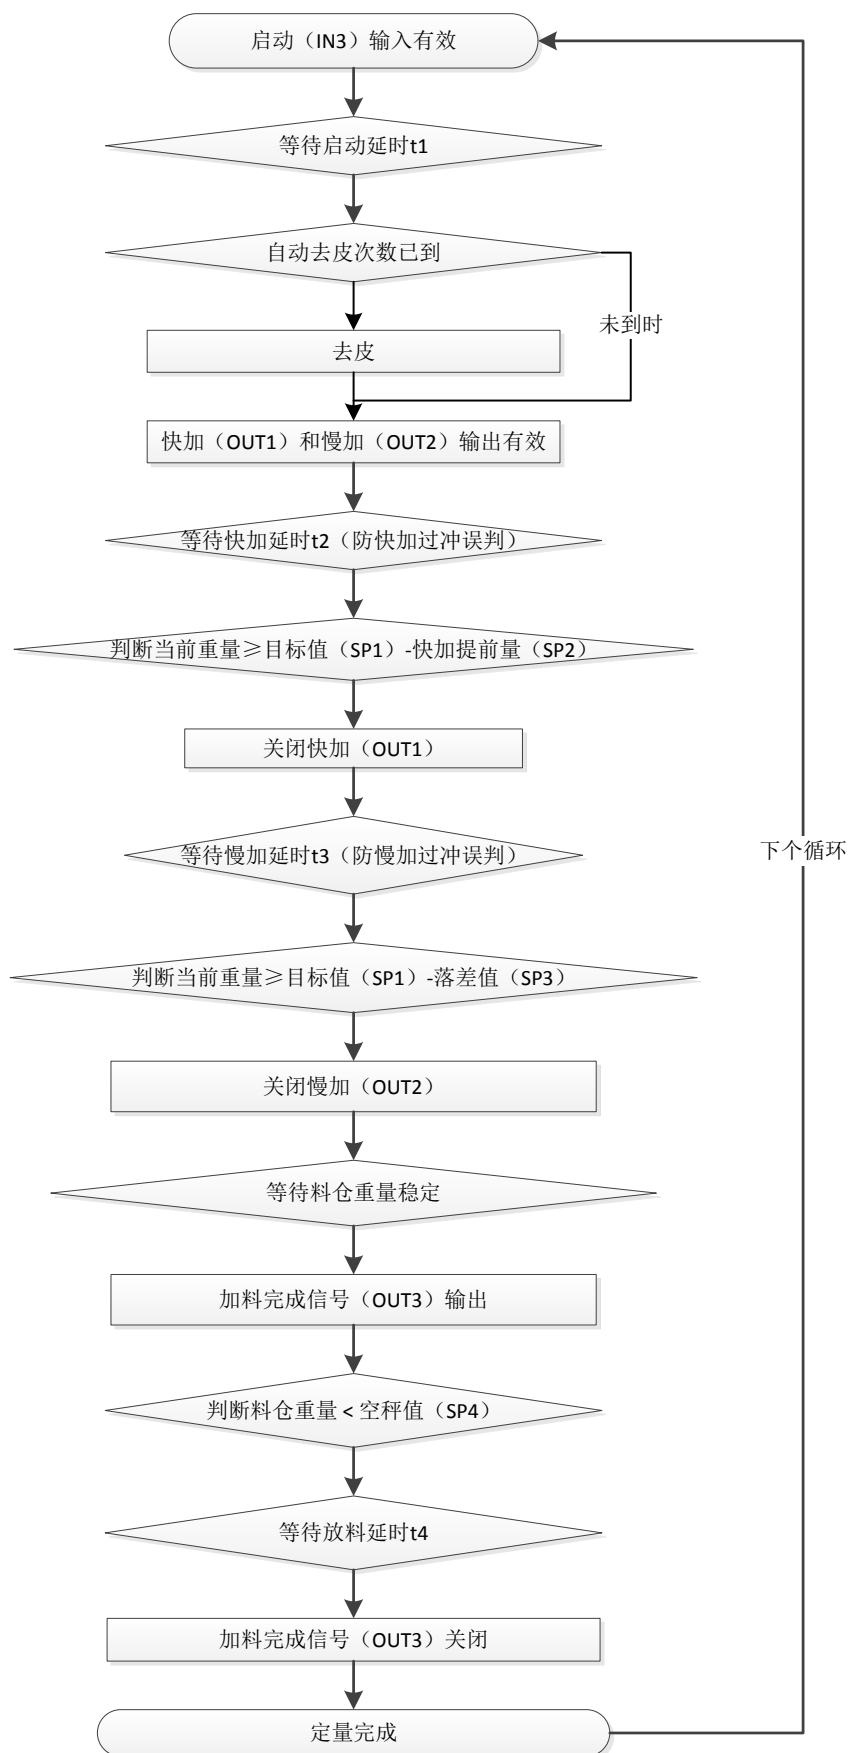 启动（IN3）输入有效
等待启动延时t1
自动去皮次数已到
未到时
去皮
快加（OUT1）和慢加（OUT2）输出有效
等待快加延时t2（防快加过冲误判）
判断当前重量≥目标值（SP1）-快加提前量（SP2）
关闭快加（OUT1）
等待慢加延时t3（防慢加过冲误判）
下个循环
判断当前重量≥目标值（SP1）-落差值（SP3）
关闭慢加（OUT2）
等待料仓重量稳定
加料完成信号（OUT3）输出
判断料仓重量 < 空秤值（SP4）
等待放料延时t4
加料完成信号（OUT3）关闭
定量完成